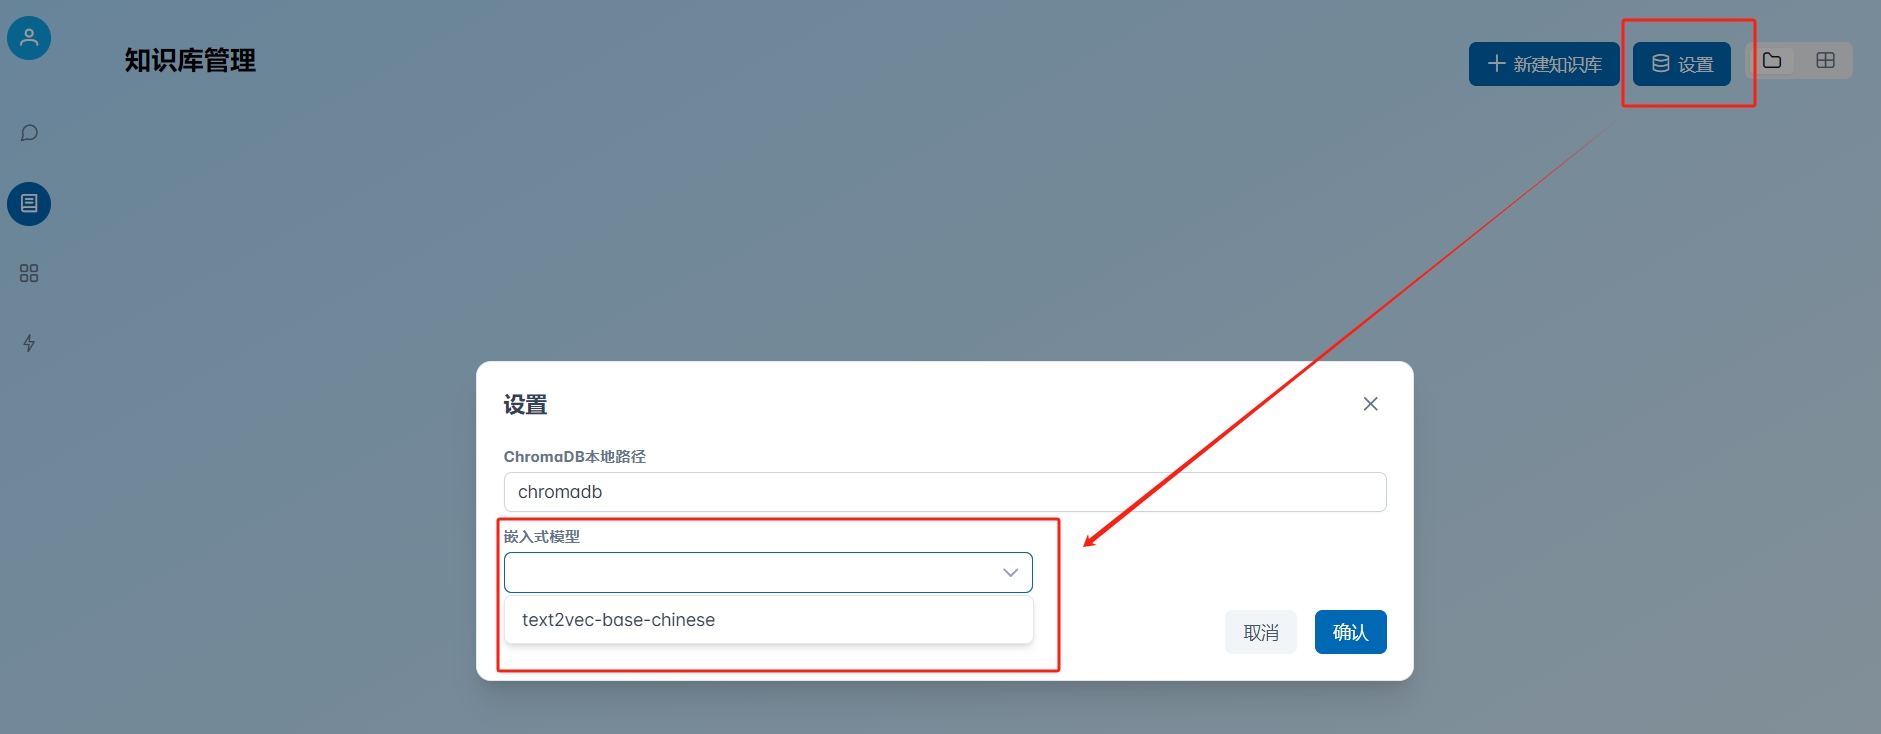 知识库管理
新建知识库
设置
设置
ChromaDB本地路径
chromadb
嵌入式模型
text2vec-base-chinese
取消
确认